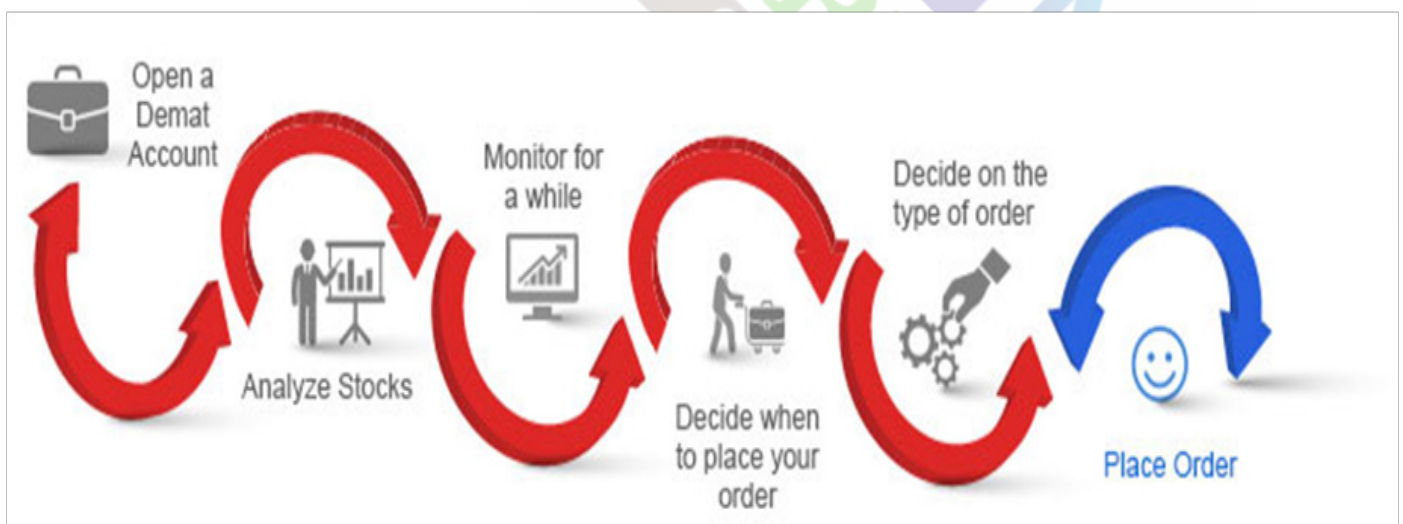 Open a
Demat
Account
Analyze Stocks
Monitor for
a while
Decide when
to place your
order
Decide on the
type of order
Place Order